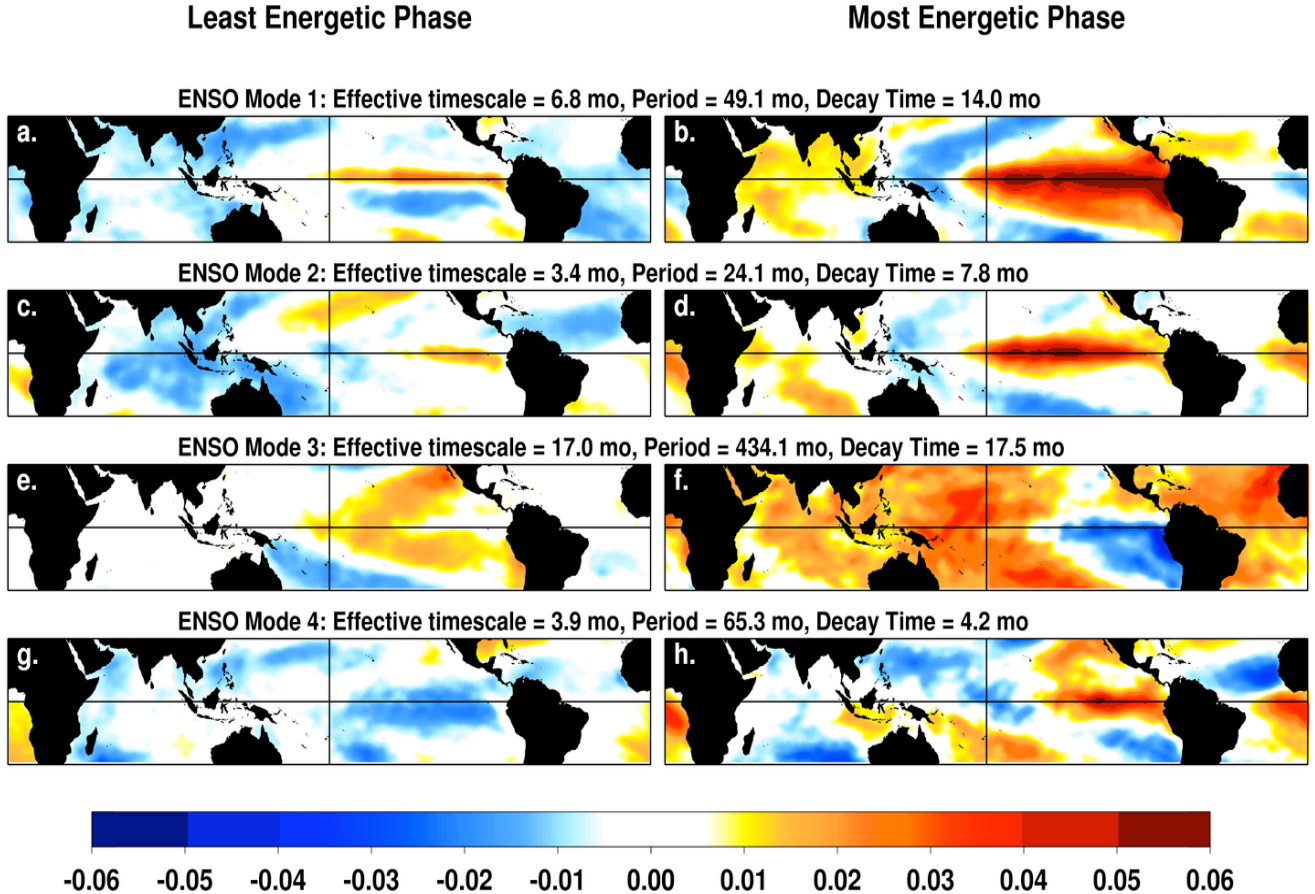 Least Energetic Phase Most Energetic Phase
ENSO Mode 1: Effective timescale = 6.8 mo, Period = 49.1 mo, Decay Time = 14.0 mo
a. b.
ENSO Mode 2: Effective timescale = 3.4 mo, Period = 24.1 mo, Decay Time = 7.8 mo
c. d.
ENSO Mode 3: Effective timescale = 17.0 mo, Period = 434.1 mo, Decay Time = 17.5 mo
e. f.
ENSO Mode 4: Effective timescale = 3.9 mo, Period = 65.3 mo, Decay Time = 4.2 mo
g. h.
-0.06 -0.05 -0.04 -0.03 -0.02 -0.01 0.00 0.01 0.02 0.03 0.04 0.05 0.06